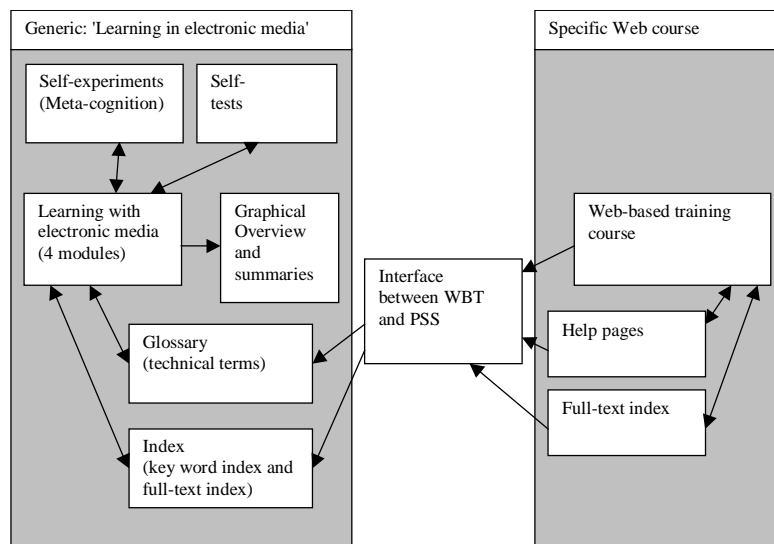 Generic: 'Learning in electronic media'
Self-experiments
(Meta-cognition)
Self-
tests
Learning with
electronic media
(4 modules)
Graphical
Overview
and
summaries
Glossary
(technical terms)
Index
(key word index and
full-text index)
Interface
between WBT
and PSS
Specific Web course
Web-based training
course
Help pages
Full-text index